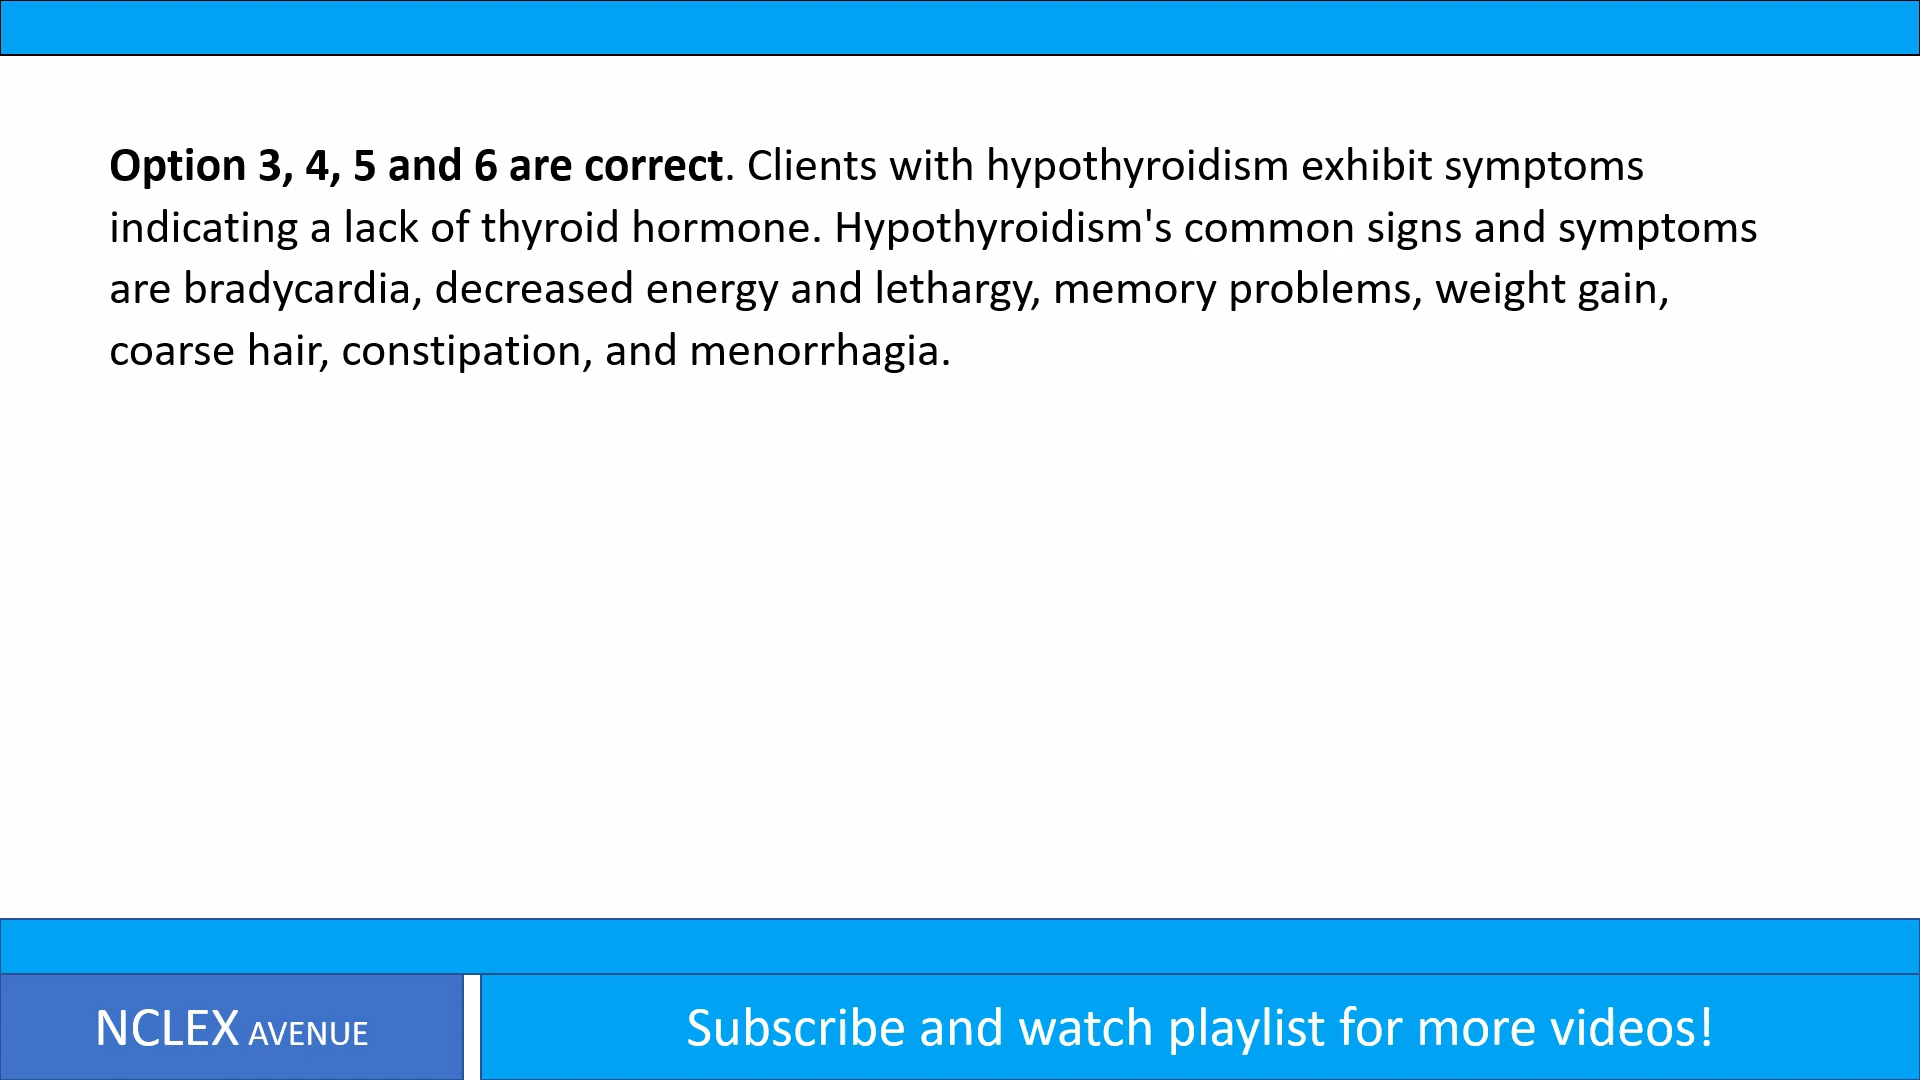 Option 3, 4, 5 and 6 are correct. Clients with hypothyroidism exhibit symptoms
indicating a lack of thyroid hormone. Hypothyroidism's common signs and symptoms
are bradycardia, decreased energy and lethargy, memory problems, weight gain,
coarse hair, constipation, and menorrhagia.
NCLEX AVENUE
Subscribe and watch playlist for more videos!